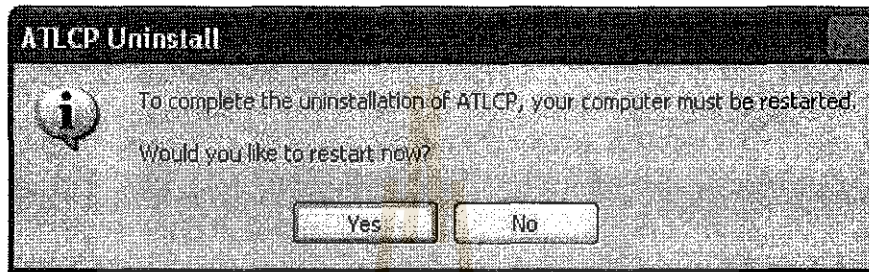 ATLCP Uninstall
To complete the uninstallation of ATLCP, your computer must be restarted.
Would you like to restart now?
Yes
No